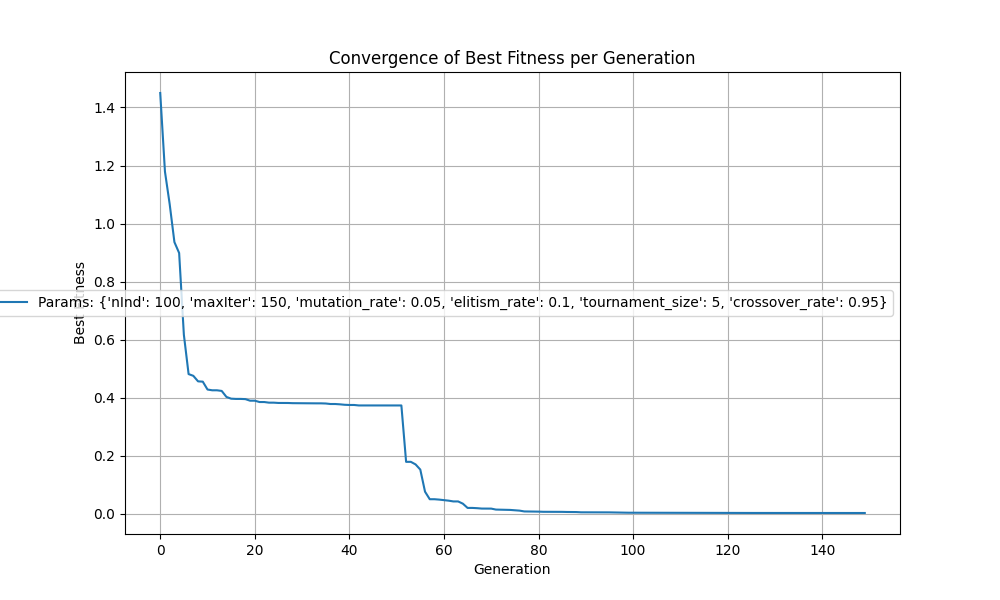 Convergence of Best Fitness per Generation
1.4
1.2
1.0
0.8
Params: {'nInd': 100, 'maxIter': 150, 'mutation_rate': 0.05, 'elitism_rate': 0.1, 'tournament_size': 5, 'crossover_rate': 0.95}
0.6
0.4
0.2
0.0
0 20 40 60 80 100 120 140
Generation
Best